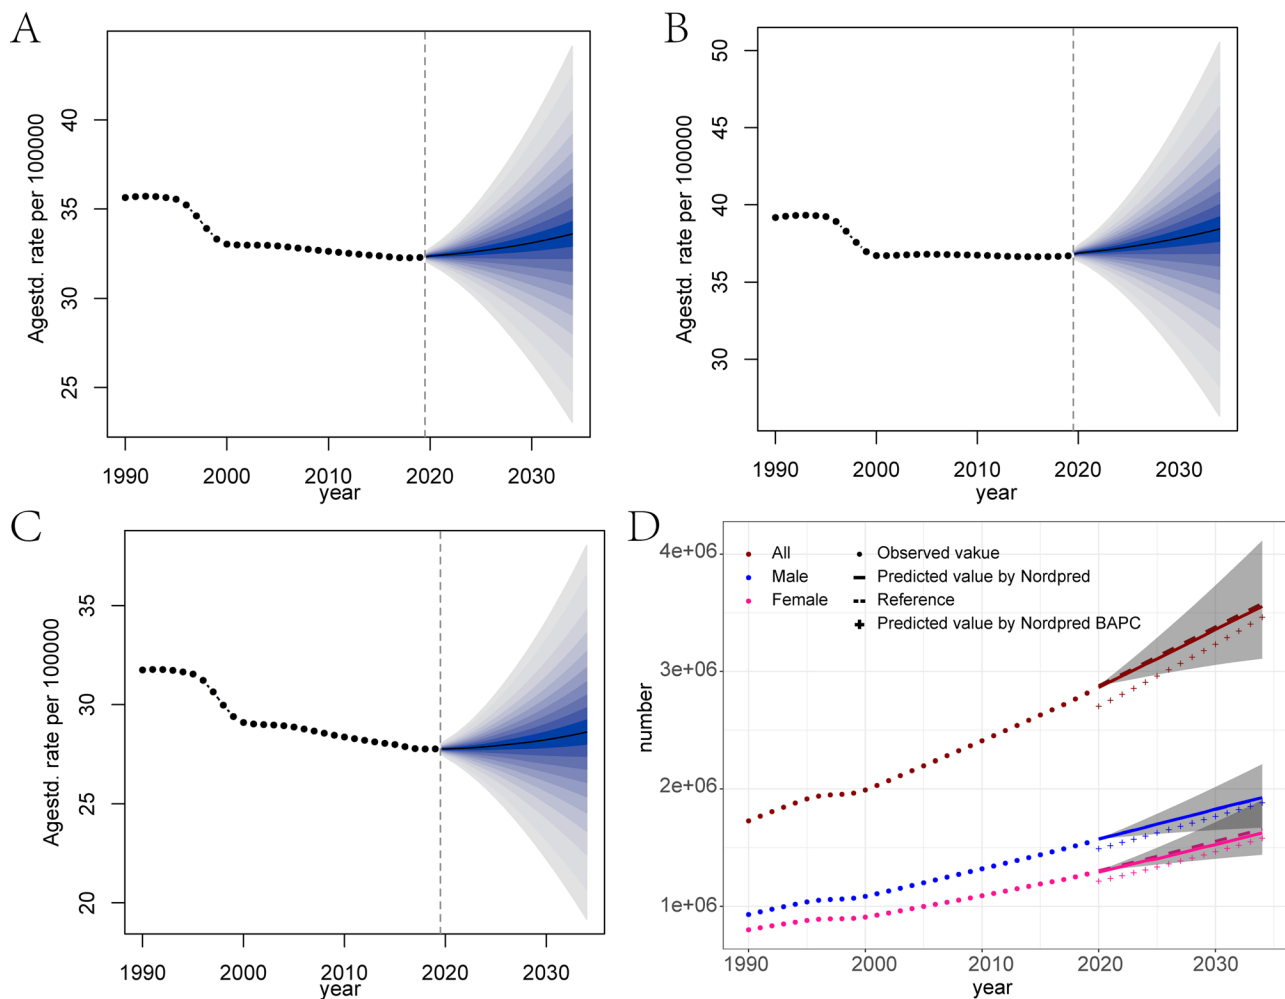 A
Agestd. rate per 100000
40
35
30
25
1990
2000
2010
2020
2030
year
B
Agestd. rate per 100000
50
45
40
35
30
1990
2000
2010
2020
2030
year
C
Agestd. rate per 100000
35
30
25
20
1990
2000
2010
2020
2030
year
D
number
4e+06
3e+06
2e+06
1e+06
All
Male
Female
Observed vakue
Predicted value by Nordpred
Reference
Predicted value by Nordpred BAPC
1990
2000
2010
2020
2030
year